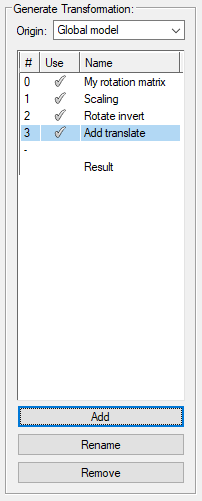 Generate Transfomation:
Origin: Global model
# Use Name
0 My rotation matrix
1 Scaling
2 Rotate invert
3 Add translate
-
Result
Add
Rename
Remove